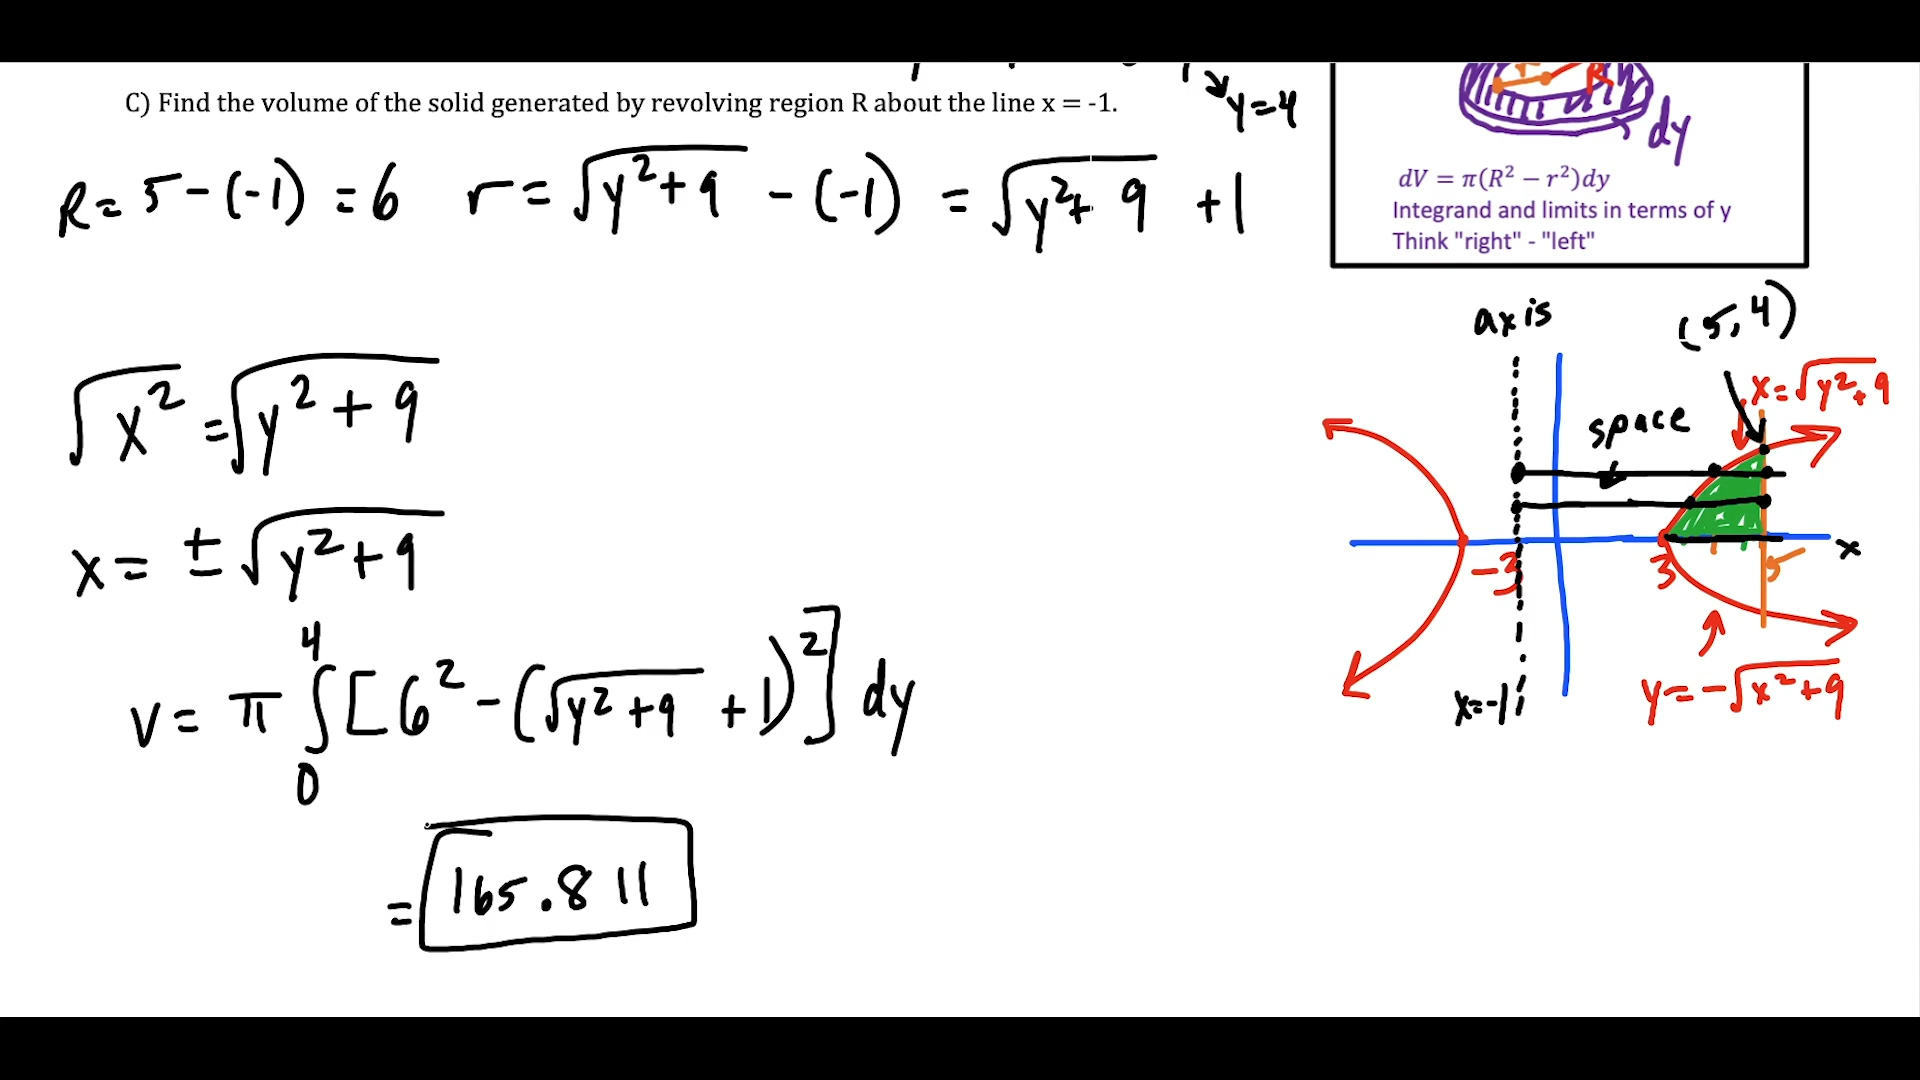 C) Find the volume of the solid generated by revolving region R about the line x = -1.
y=4
R= 5-(-1) = 6 r= √(y²+9) - (-1) = √(y²+9) +1
R
dy
dV = π(R² − r²)dy
Integrand and limits in terms of y
Think "right" - "left"
√x² = √(y²+9)
x= ± √(y²+9)
V= π ∫₀⁴ [6² - (√(y²+9) +1)²] dy
= 165.811
axis
(5,4)
x=√(y²+9)
space
x
-3
3
5
x=-1
y=-√(x²+9)